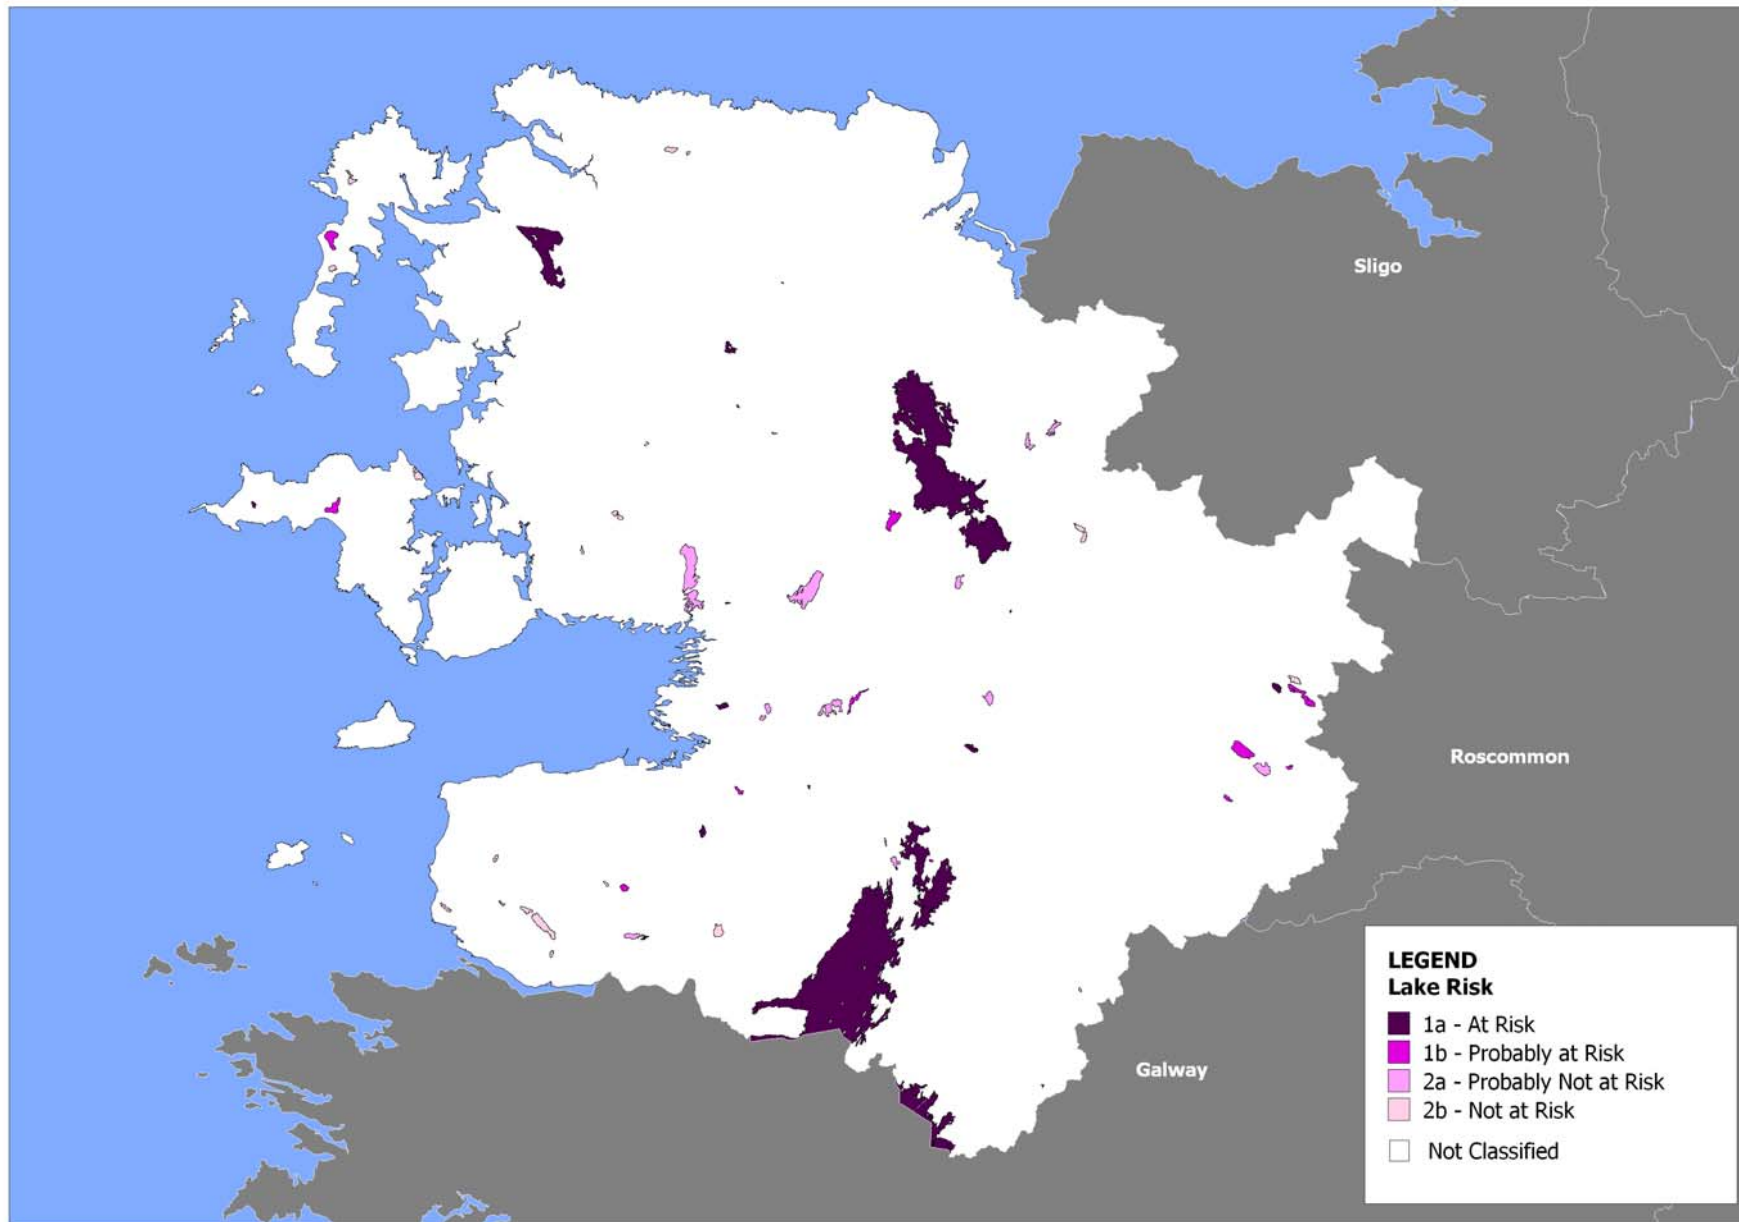 Sligo
Roscommon
Galway
LEGEND
Lake Risk
1a - At Risk
1b - Probably at Risk
2a - Probably Not at Risk
2b - Not at Risk
Not Classified